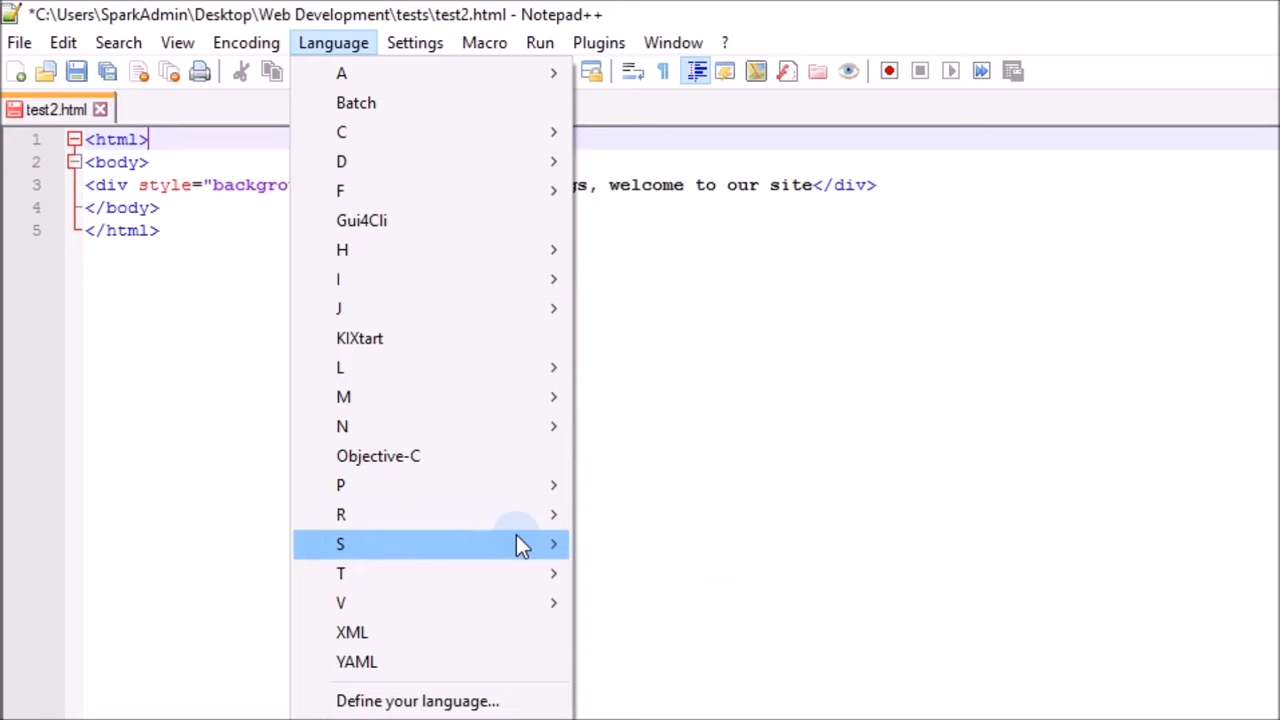 *C:\Users\SparkAdmin\Desktop\Web Development\tests\test2.html - Notepad++
File Edit Search View Encoding Language Settings Macro Run Plugins Window ?
test2.html
1 <html>
2 <body>
3 <div style="backgro gs, welcome to our site</div>
4 </body>
5 </html>
A
Batch
C
D
F
Gui4Cli
H
I
J
KIXtart
L
M
N
Objective-C
P
R
S
T
V
XML
YAML
Define your language...